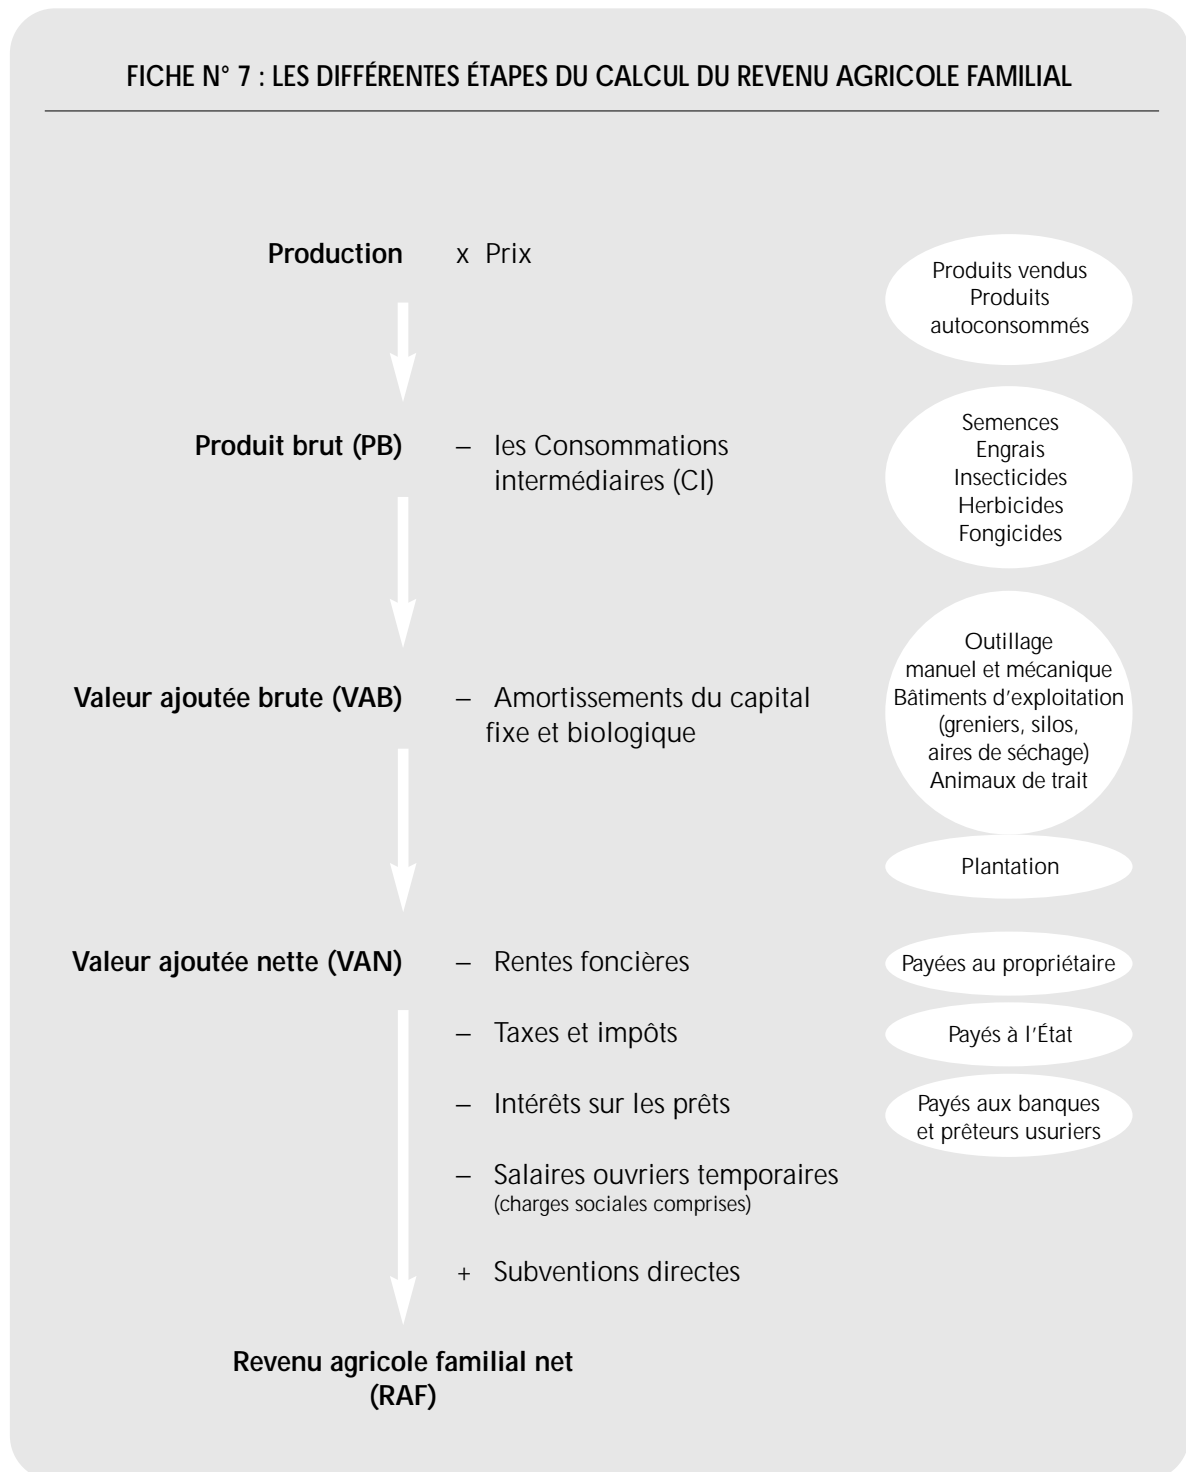 FICHE N° 7 : LES DIFFÉRENTES ÉTAPES DU CALCUL DU REVENU AGRICOLE FAMILIAL
Production x Prix
Produits vendus
Produits
autoconsommés
Produit brut (PB) – les Consommations
intermédiaires (CI)
Semences
Engrais
Insecticides
Herbicides
Fongicides
Valeur ajoutée brute (VAB) – Amortissements du capital
fixe et biologique
Outillage
manuel et mécanique
Bâtiments d'exploitation
(greniers, silos,
aires de séchage)
Animaux de trait
Plantation
Valeur ajoutée nette (VAN) – Rentes foncières
Payées au propriétaire
– Taxes et impôts
Payés à l'État
– Intérêts sur les prêts
Payés aux banques
et prêteurs usuriers
– Salaires ouvriers temporaires
(charges sociales comprises)
+ Subventions directes
Revenu agricole familial net
(RAF)